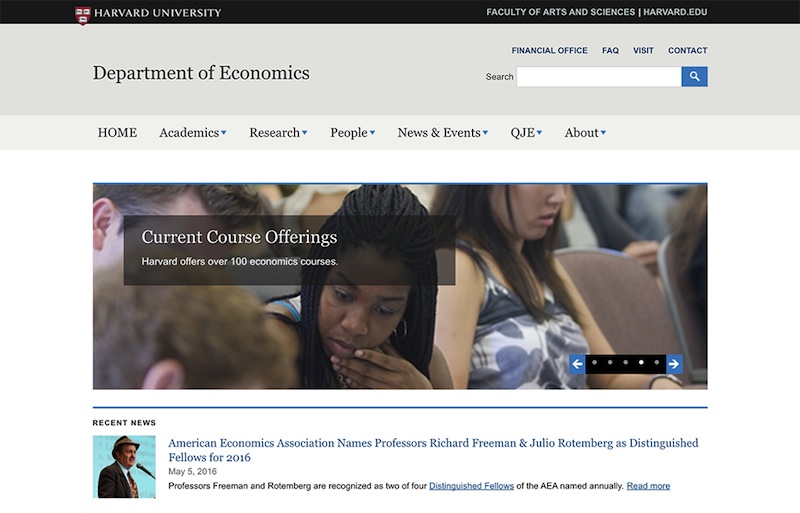 HARVARD UNIVERSITY
FACULTY OF ARTS AND SCIENCES | HARVARD.EDU
FINANCIAL OFFICE FAQ VISIT CONTACT
Department of Economics
Search
HOME Academics Research People News & Events QJE About
Current Course Offerings
Harvard offers over 100 economics courses.
RECENT NEWS
American Economics Association Names Professors Richard Freeman & Julio Rotemberg as Distinguished
Fellows for 2016
May 5, 2016
Professors Freeman and Rotemberg are recognized as two of four Distinguished Fellows of the AEA named annually. Read more